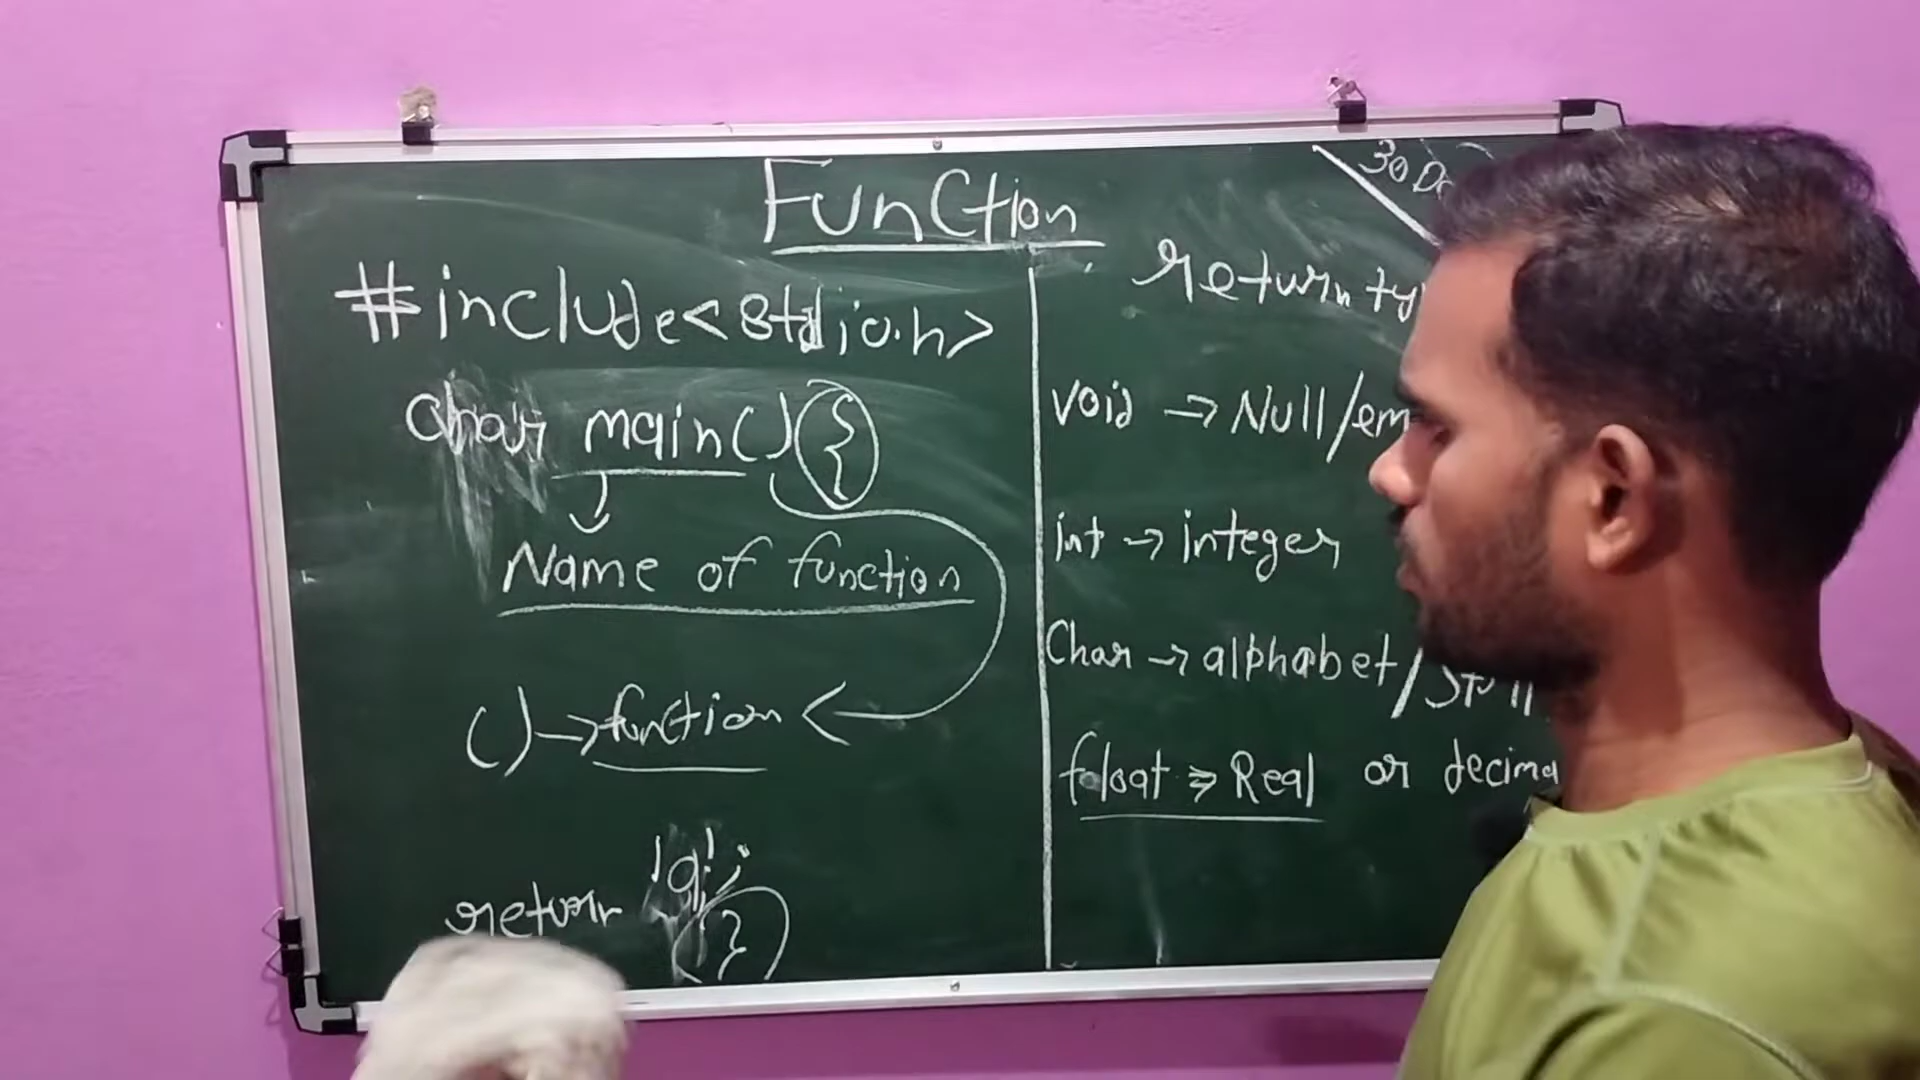 Function
#include<stdio.h>
char main(){
Name of function
()→function
return 'a';
}
30 D
return ty
void → Null/em
int → integer
Char → alphabet/
float → Real or decima